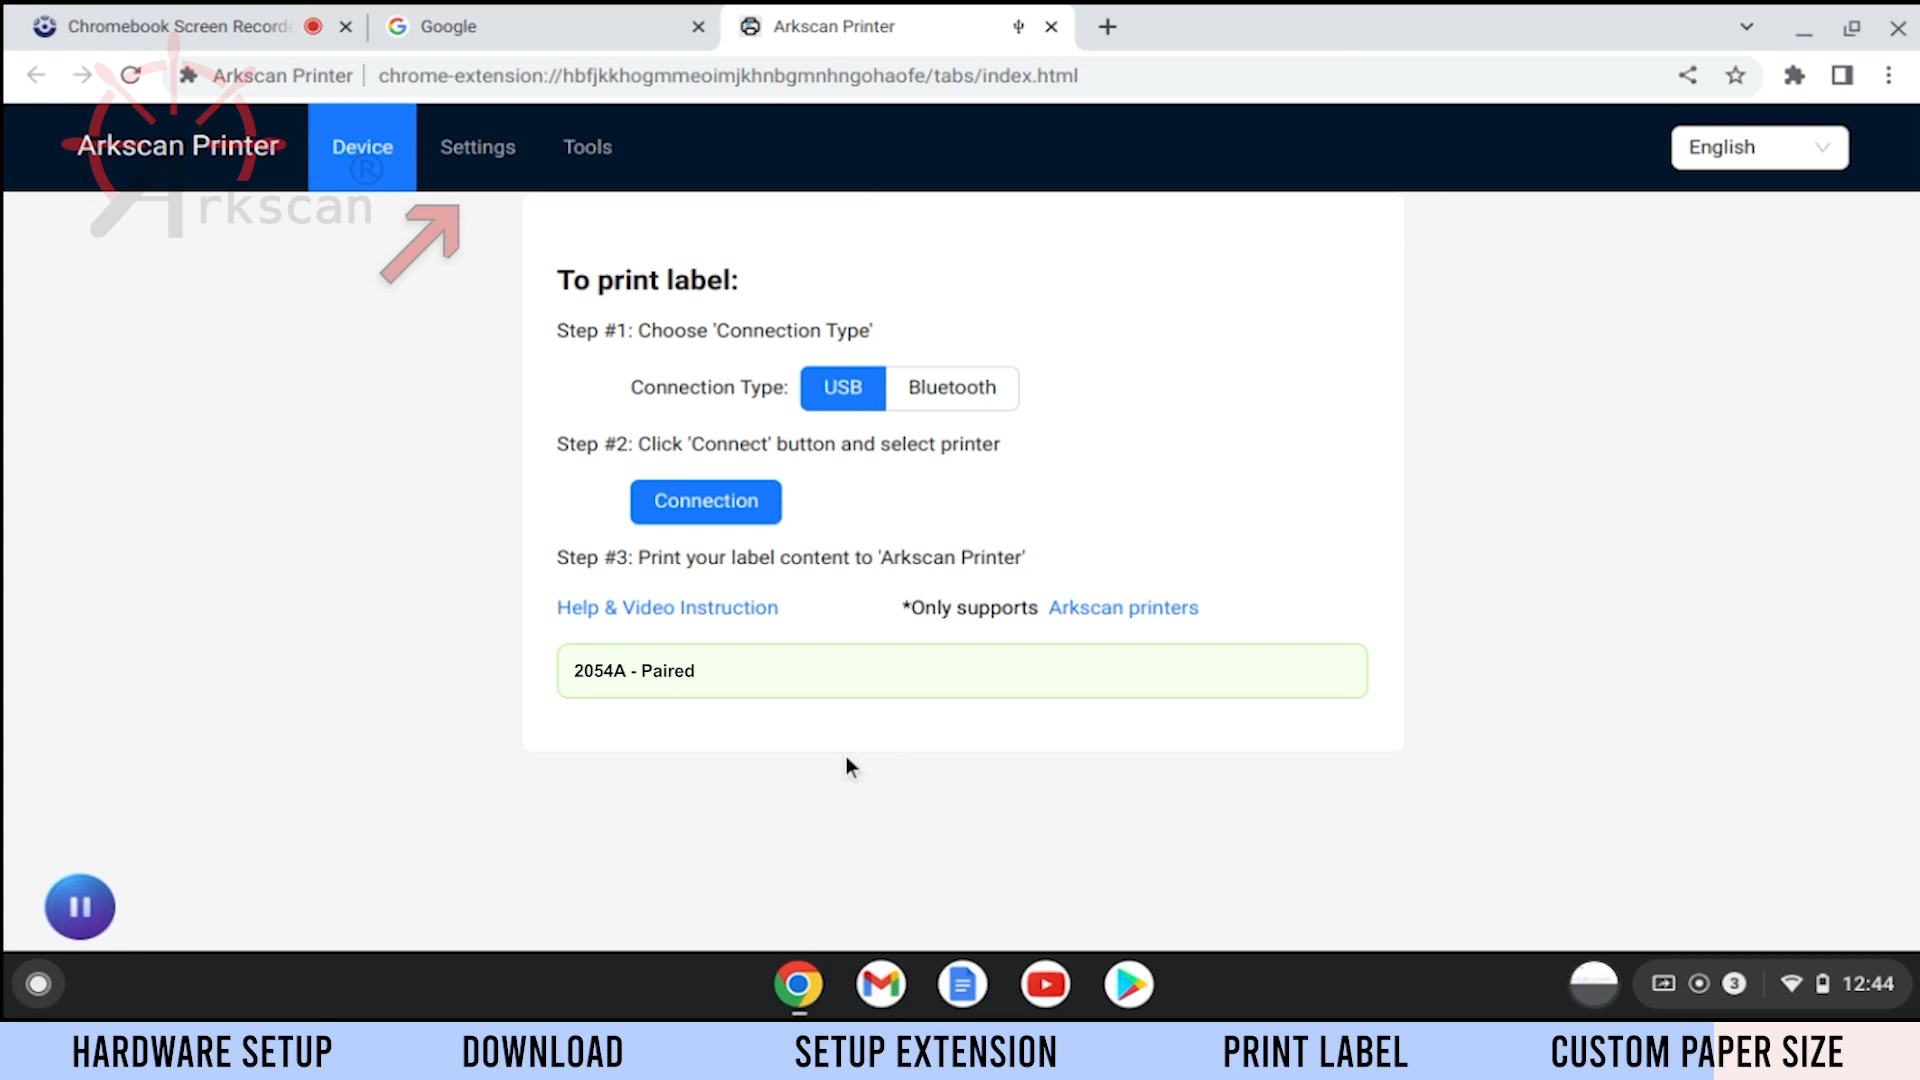 Chromebook Screen Record
Google
Arkscan Printer
Arkscan Printer
chrome-extension://hbfjkkhogmmeoimjkhnbgmnhngohaofe/tabs/index.html
Arkscan Printer
Device
Settings
Tools
English
Arkscan®
To print label:
Step #1: Choose 'Connection Type'
Connection Type:
USB
Bluetooth
Step #2: Click 'Connect' button and select printer
Connection
Step #3: Print your label content to 'Arkscan Printer'
Help & Video Instruction
*Only supports Arkscan printers
2054A - Paired
3
12:44
HARDWARE SETUP
DOWNLOAD
SETUP EXTENSION
PRINT LABEL
CUSTOM PAPER SIZE